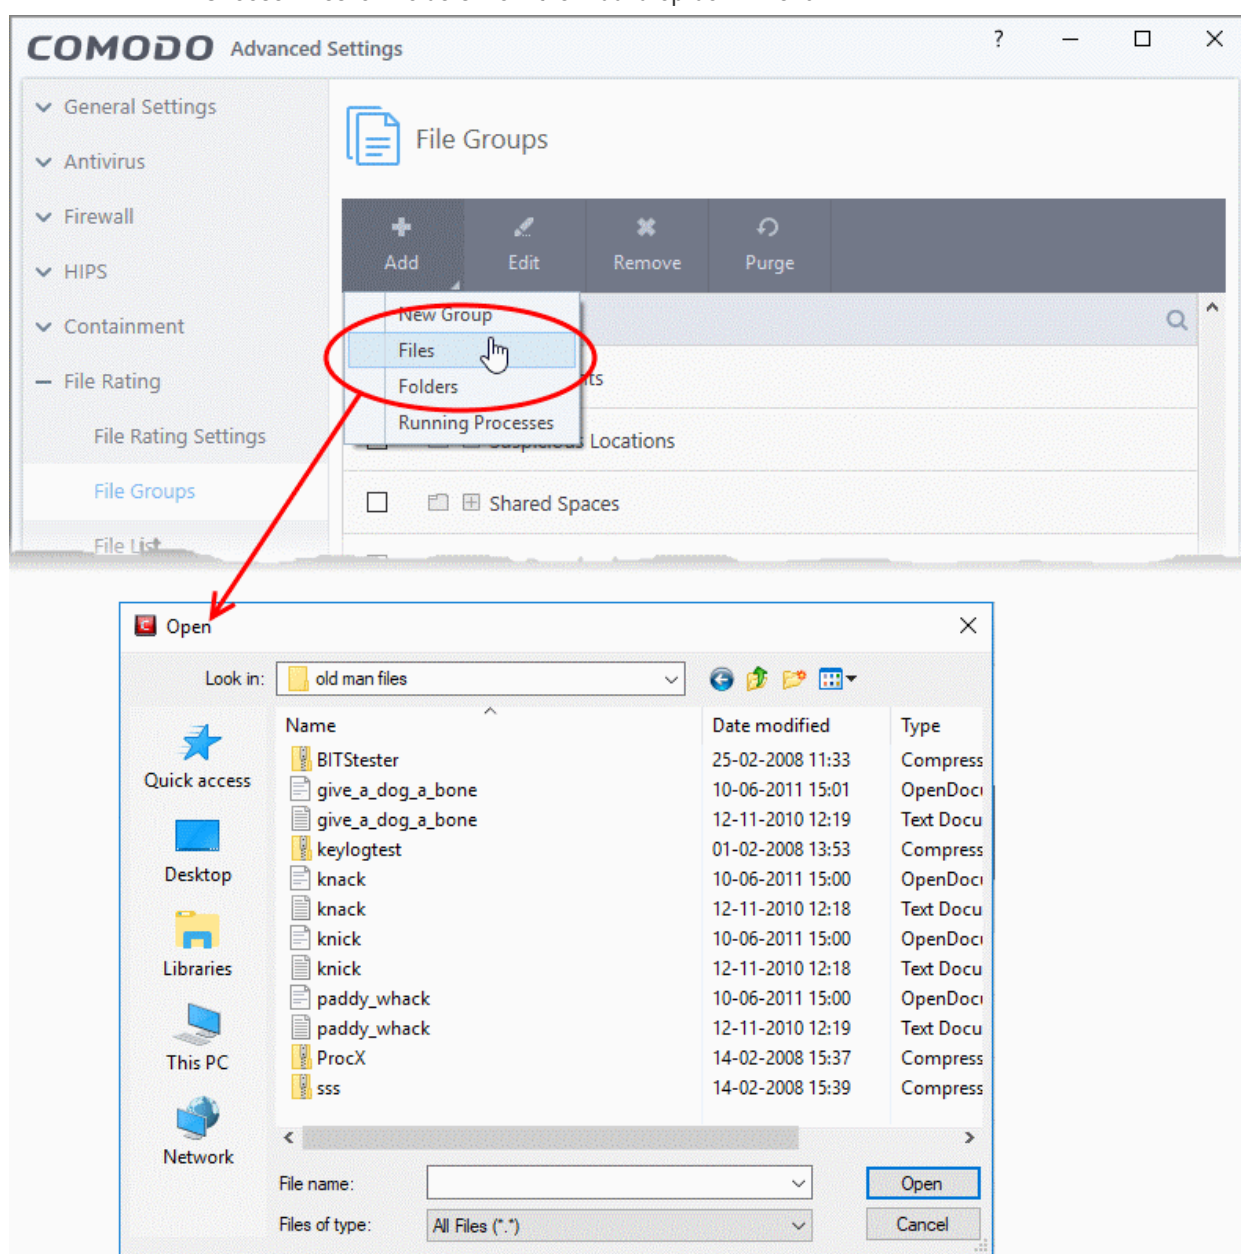 COMODO Advanced Settings
?
General Settings
Antivirus
Firewall
HIPS
Containment
File Rating
File Rating Settings
File Groups
File List
File Groups
Add Edit Remove Purge
New Group
Files
Folders
Running Processes
Locations
Shared Spaces
Open
Look in: old man files
Quick access
Desktop
Libraries
This PC
Network
Name Date modified Type
BITStester 25-02-2008 11:33 Compress
give_a_dog_a_bone 10-06-2011 15:01 OpenDoc
give_a_dog_a_bone 12-11-2010 12:19 Text Docu
keylogtest 01-02-2008 13:53 Compress
knack 10-06-2011 15:00 OpenDoc
knack 12-11-2010 12:18 Text Docu
knick 10-06-2011 15:00 OpenDoc
knick 12-11-2010 12:18 Text Docu
paddy_whack 10-06-2011 15:00 OpenDoc
paddy_whack 12-11-2010 12:19 Text Docu
ProcX 14-02-2008 15:37 Compress
sss 14-02-2008 15:39 Compress
File name:
Open
Files of type: All Files (*.*)
Cancel